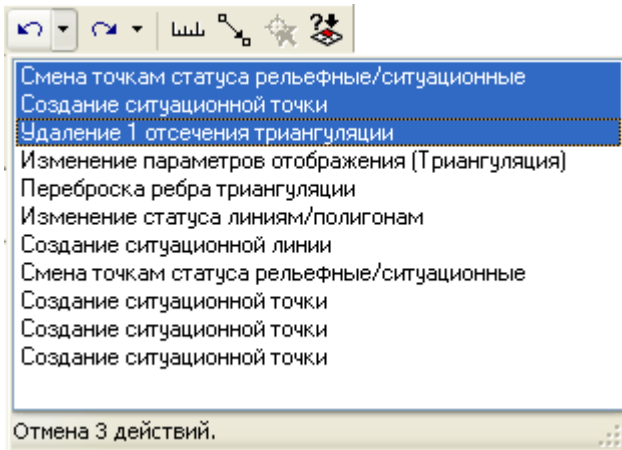 Смена точкам статуса рельефные/ситуационные
Создание ситуационной точки
Удаление 1 отсечения триангуляции
Изменение параметров отображения (Триангуляция)
Переброска ребра триангуляции
Изменение статуса линиям/полигонам
Создание ситуационной линии
Смена точкам статуса рельефные/ситуационные
Создание ситуационной точки
Создание ситуационной точки
Создание ситуационной точки
Отмена 3 действий.